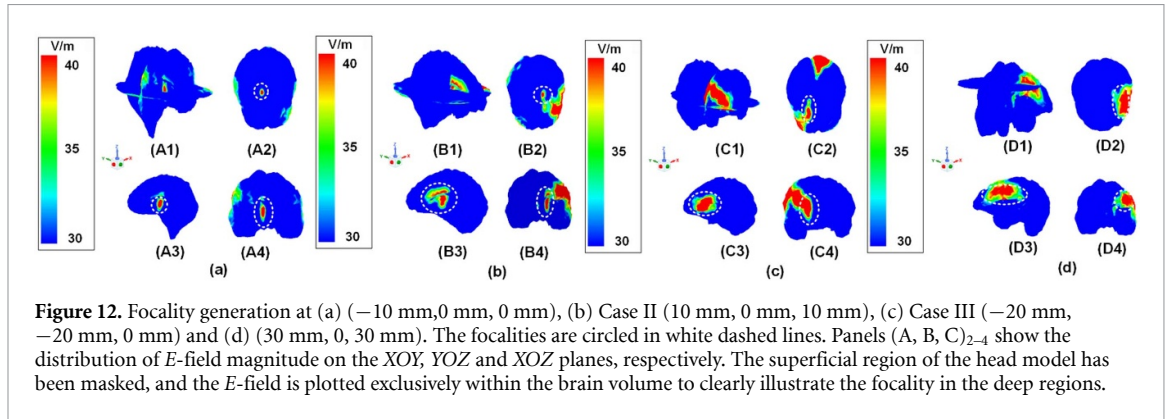 V/m
40
35
30
(A1)
(A2)
(A3)
(A4)
(a)
V/m
40
35
30
(B1)
(B2)
(B3)
(B4)
(b)
V/m
40
35
30
(C1)
(C2)
(C3)
(C4)
(c)
V/m
40
35
30
(D1)
(D2)
(D3)
(D4)
(d)
Figure 12. Focality generation at (a) (−10 mm,0 mm, 0 mm), (b) Case II (10 mm, 0 mm, 10 mm), (c) Case III (−20 mm,
−20 mm, 0 mm) and (d) (30 mm, 0, 30 mm). The focalities are circled in white dashed lines. Panels (A, B, C)2–4 show the
distribution of E-field magnitude on the XOY, YOZ and XOZ planes, respectively. The superficial region of the head model has
been masked, and the E-field is plotted exclusively within the brain volume to clearly illustrate the focality in the deep regions.